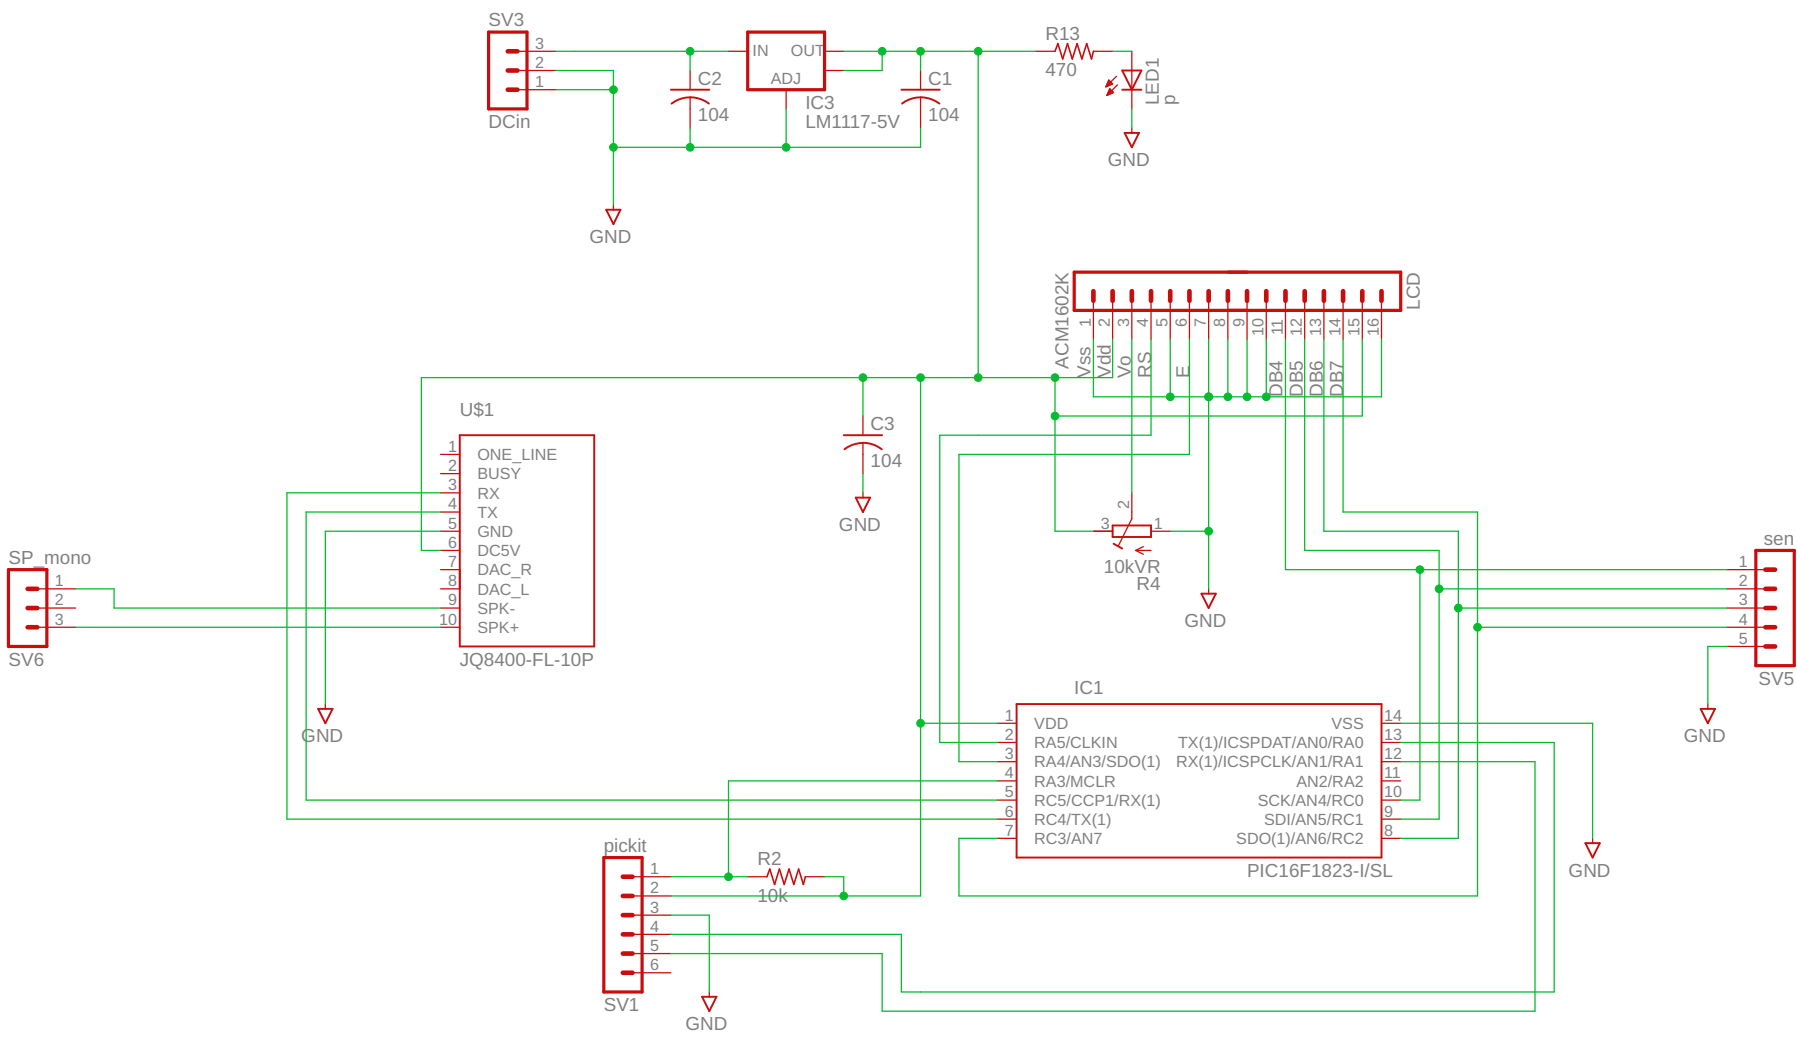 SV3
3
2
1
DCin
C2
104
IN
OUT
ADJ
IC3
LM1117-5V
C1
104
R13
470
LED1
p
GND
GND
ACM1602K
LCD
1
2
3
4
5
6
7
8
9
10
11
12
13
14
15
16
Vss
Vdd
Vo
RS
E
DB4
DB5
DB6
DB7
U$1
1
ONE_LINE
2
BUSY
3
RX
4
TX
5
GND
6
DC5V
7
DAC_R
8
DAC_L
9
SPK-
10
SPK+
JQ8400-FL-10P
C3
104
GND
2
3
1
10kVR
R4
GND
SP_mono
1
2
3
SV6
GND
sen
1
2
3
4
5
SV5
GND
IC1
1
VDD
2
RA5/CLKIN
3
RA4/AN3/SDO(1)
4
RA3/MCLR
5
RC5/CCP1/RX(1)
6
RC4/TX(1)
7
RC3/AN7
VSS
14
TX(1)/ICSPDAT/AN0/RA0
13
RX(1)/ICSPCLK/AN1/RA1
12
AN2/RA2
11
SCK/AN4/RC0
10
SDI/AN5/RC1
9
SDO(1)/AN6/RC2
8
PIC16F1823-I/SL
GND
pickit
1
2
3
4
5
6
SV1
R2
10k
GND